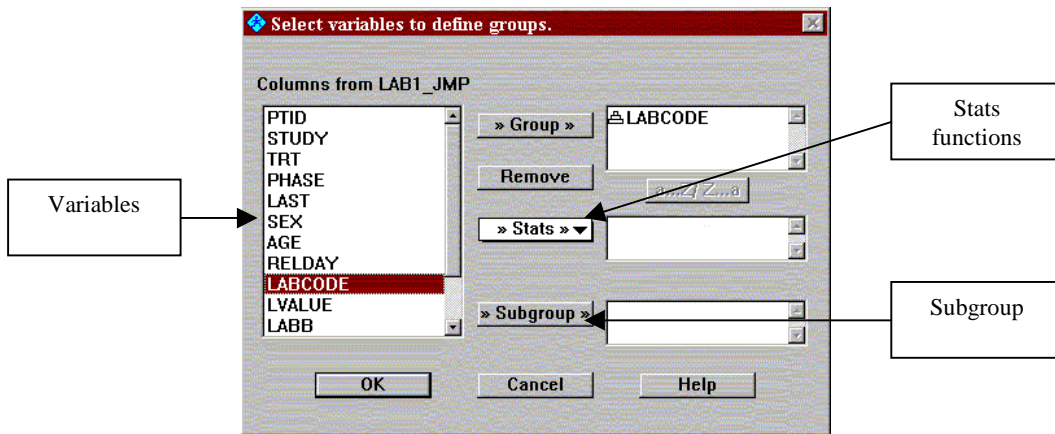 Select variables to define groups.
Columns from LAB1_JMP
PTID
STUDY
TRT
PHASE
LAST
SEX
AGE
RELDAY
LABCODE
LVALUE
LABB
» Group »
Remove
» Stats »
» Subgroup »
LABCODE
a...Z/ Z...a
OK
Cancel
Help
Variables
Stats
functions
Subgroup